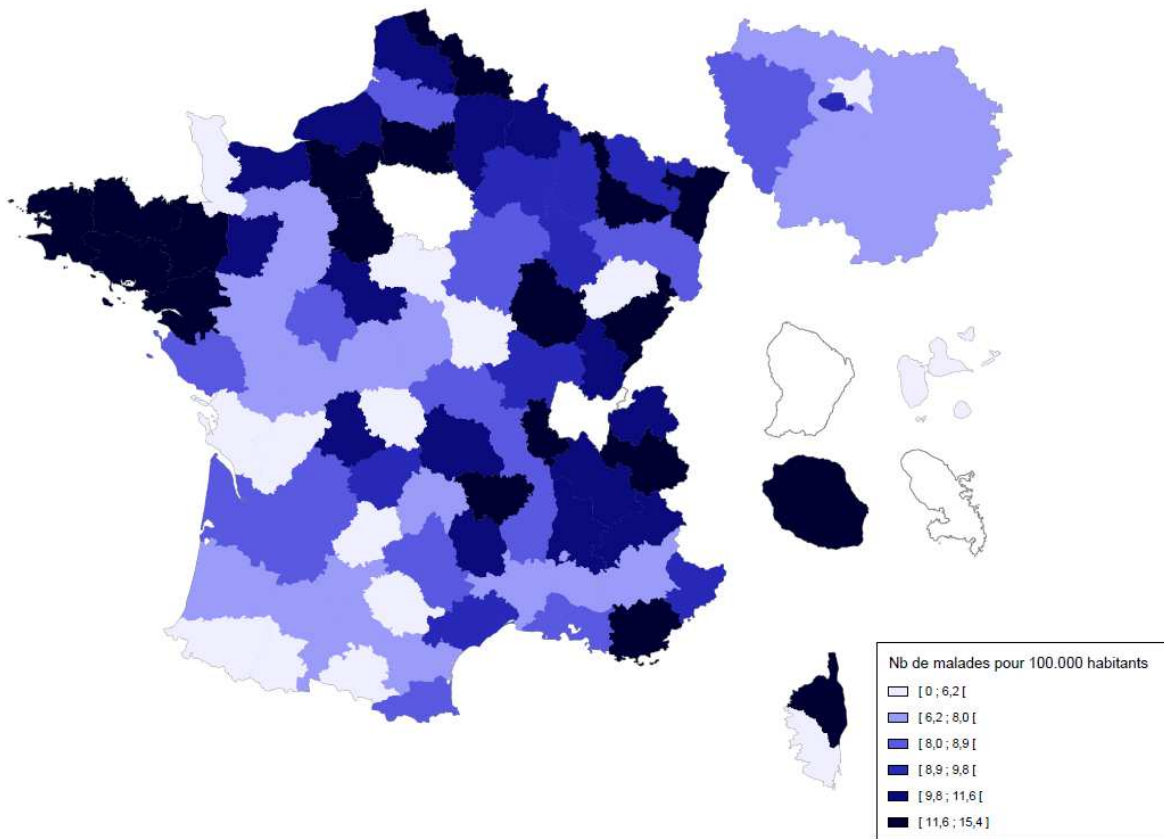 Nb de malades pour 100.000 habitants
[ 0 ; 6,2 [
[ 6,2 ; 8,0 [
[ 8,0 ; 8,9 [
[ 8,9 ; 9,8 [
[ 9,8 ; 11,6 [
[ 11,6 ; 15,4 ]